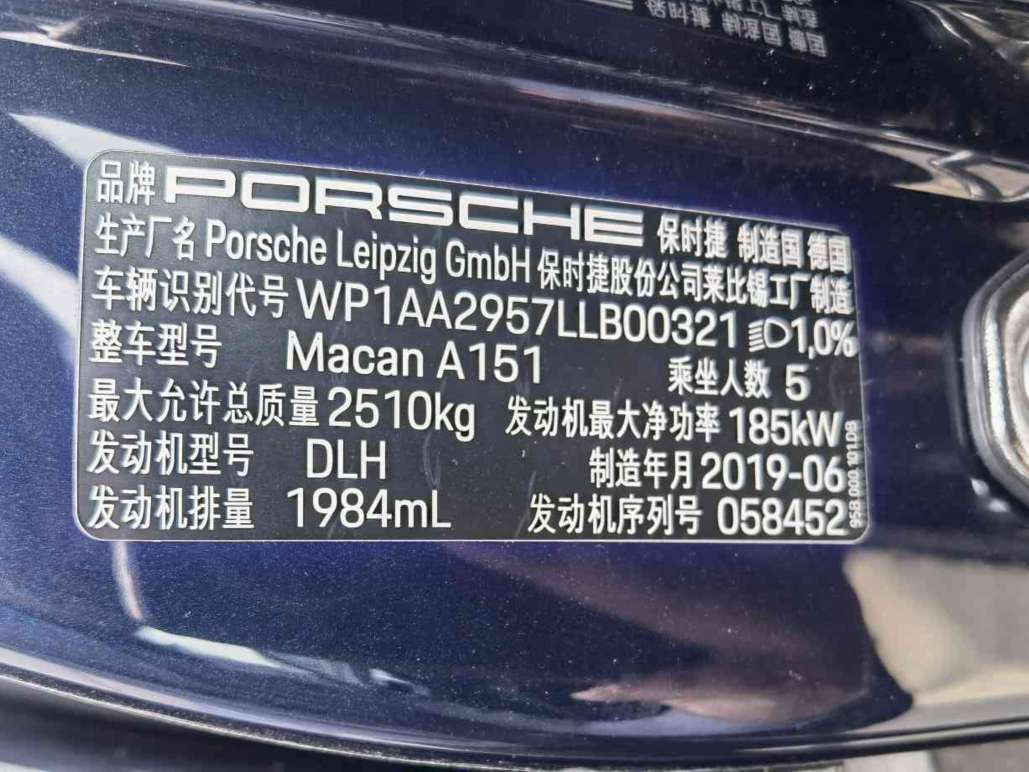 品牌 PORSCHE 保时捷 制造国 德国
生产厂名 Porsche Leipzig GmbH 保时捷股份公司莱比锡工厂制造
车辆识别代号 WP1AA2957LLB00321 1,0%
整车型号 Macan A151 乘坐人数 5
最大允许总质量 2510kg 发动机最大净功率 185kW
发动机型号 DLH 制造年月 2019-06
发动机排量 1984mL 发动机序列号 058452
958.000.101.D8